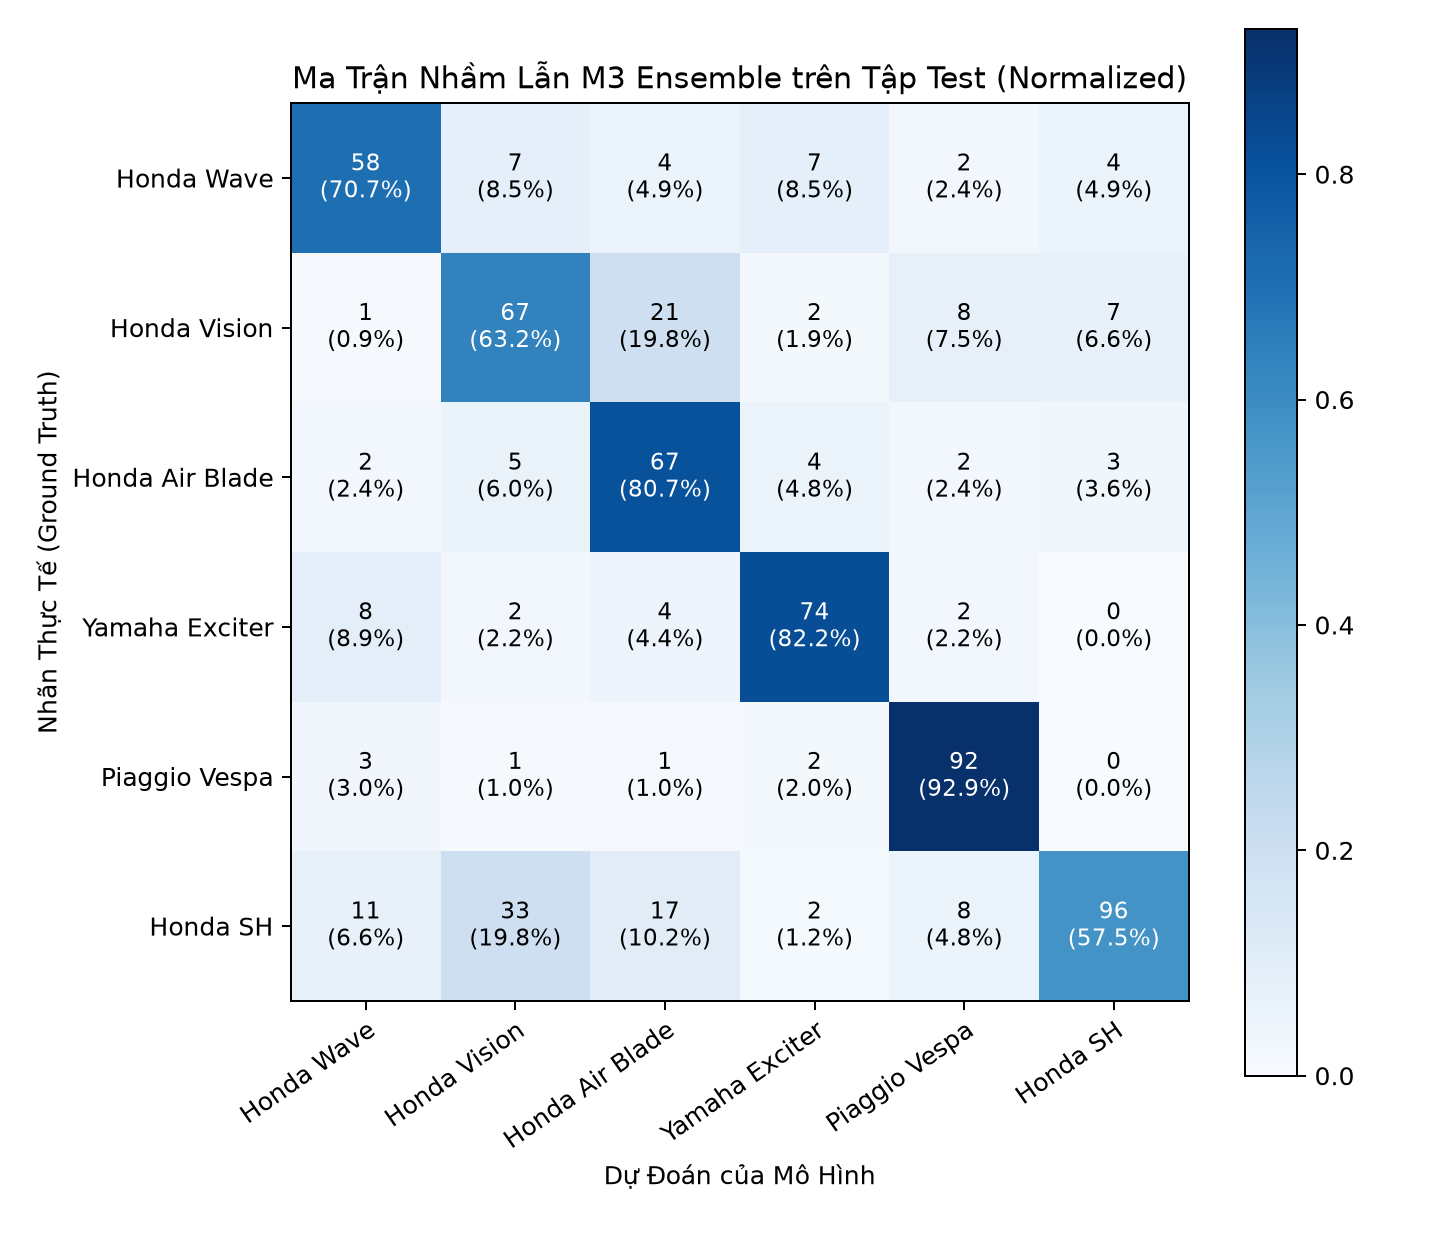 Ma Trận Nhầm Lẫn M3 Ensemble trên Tập Test (Normalized)
Nhãn Thực Tế (Ground Truth)
Honda Wave
58 7 4 7 2 4
(70.7%) (8.5%) (4.9%) (8.5%) (2.4%) (4.9%)
Honda Vision
1 67 21 2 8 7
(0.9%) (63.2%) (19.8%) (1.9%) (7.5%) (6.6%)
Honda Air Blade
2 5 67 4 2 3
(2.4%) (6.0%) (80.7%) (4.8%) (2.4%) (3.6%)
Yamaha Exciter
8 2 4 74 2 0
(8.9%) (2.2%) (4.4%) (82.2%) (2.2%) (0.0%)
Piaggio Vespa
3 1 1 2 92 0
(3.0%) (1.0%) (1.0%) (2.0%) (92.9%) (0.0%)
Honda SH
11 33 17 2 8 96
(6.6%) (19.8%) (10.2%) (1.2%) (4.8%) (57.5%)
Honda Wave
Honda Vision
Honda Air Blade
Yamaha Exciter
Piaggio Vespa
Honda SH
Dự Đoán của Mô Hình
0.8
0.6
0.4
0.2
0.0